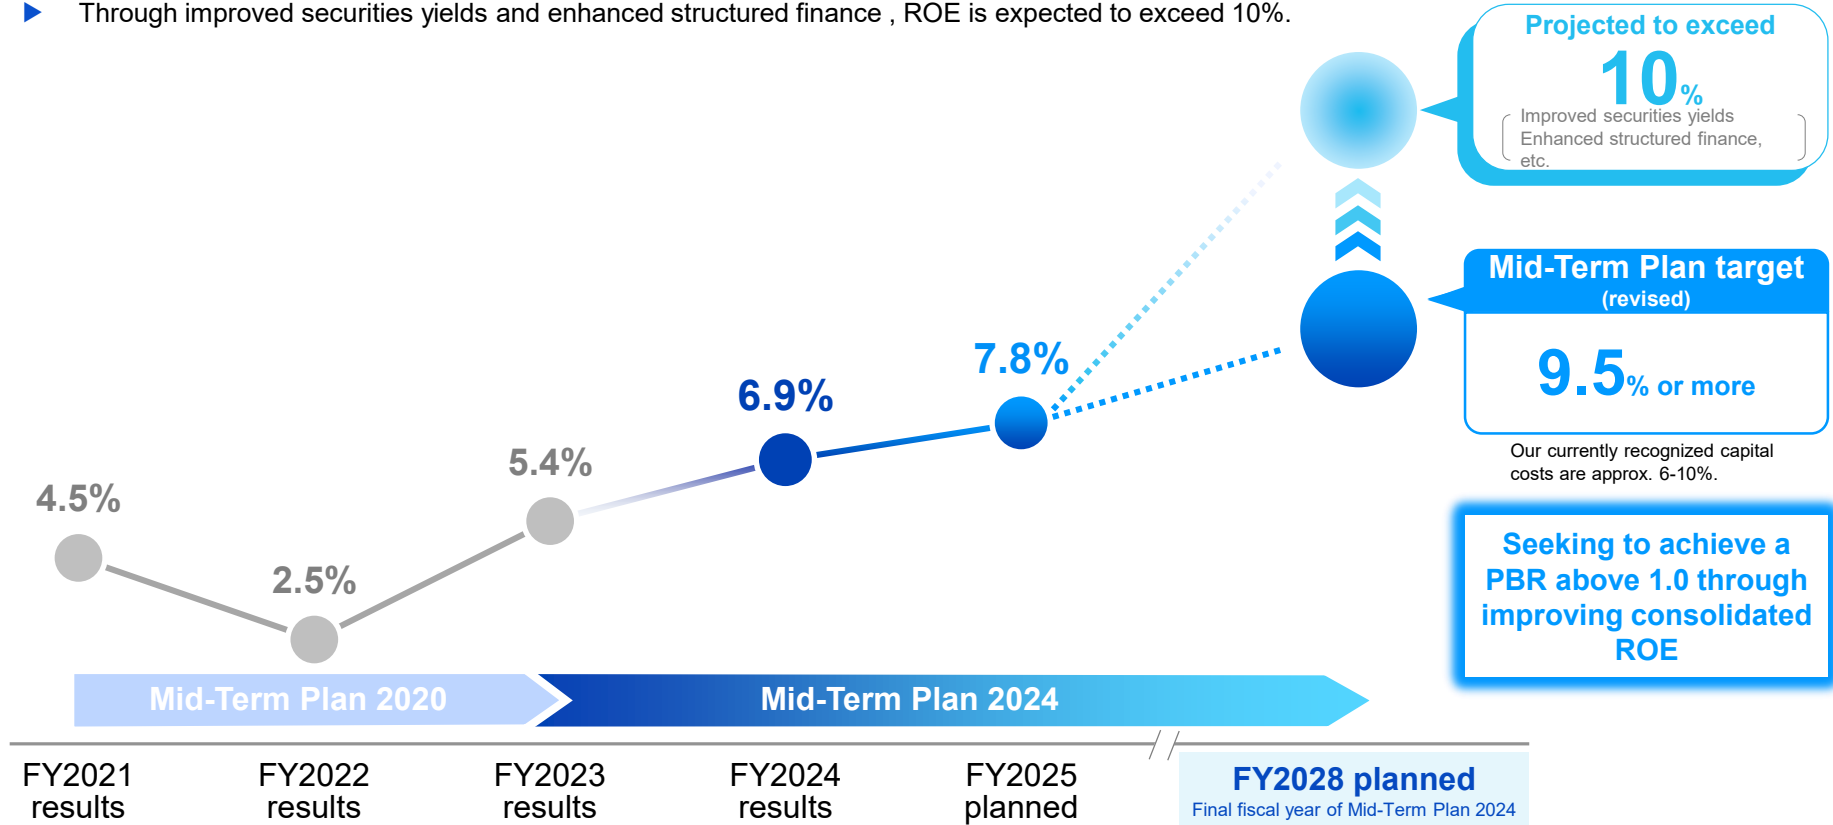 Through improved securities yields and enhanced structured finance , ROE is expected to exceed 10%.
Projected to exceed
10%
Improved securities yields
Enhanced structured finance,
etc.
Mid-Term Plan target
(revised)
9.5% or more
Our currently recognized capital
costs are approx. 6-10%.
Seeking to achieve a
PBR above 1.0 through
improving consolidated
ROE
4.5%
2.5%
5.4%
6.9%
7.8%
Mid-Term Plan 2020
Mid-Term Plan 2024
FY2021
results
FY2022
results
FY2023
results
FY2024
results
FY2025
planned
FY2028 planned
Final fiscal year of Mid-Term Plan 2024